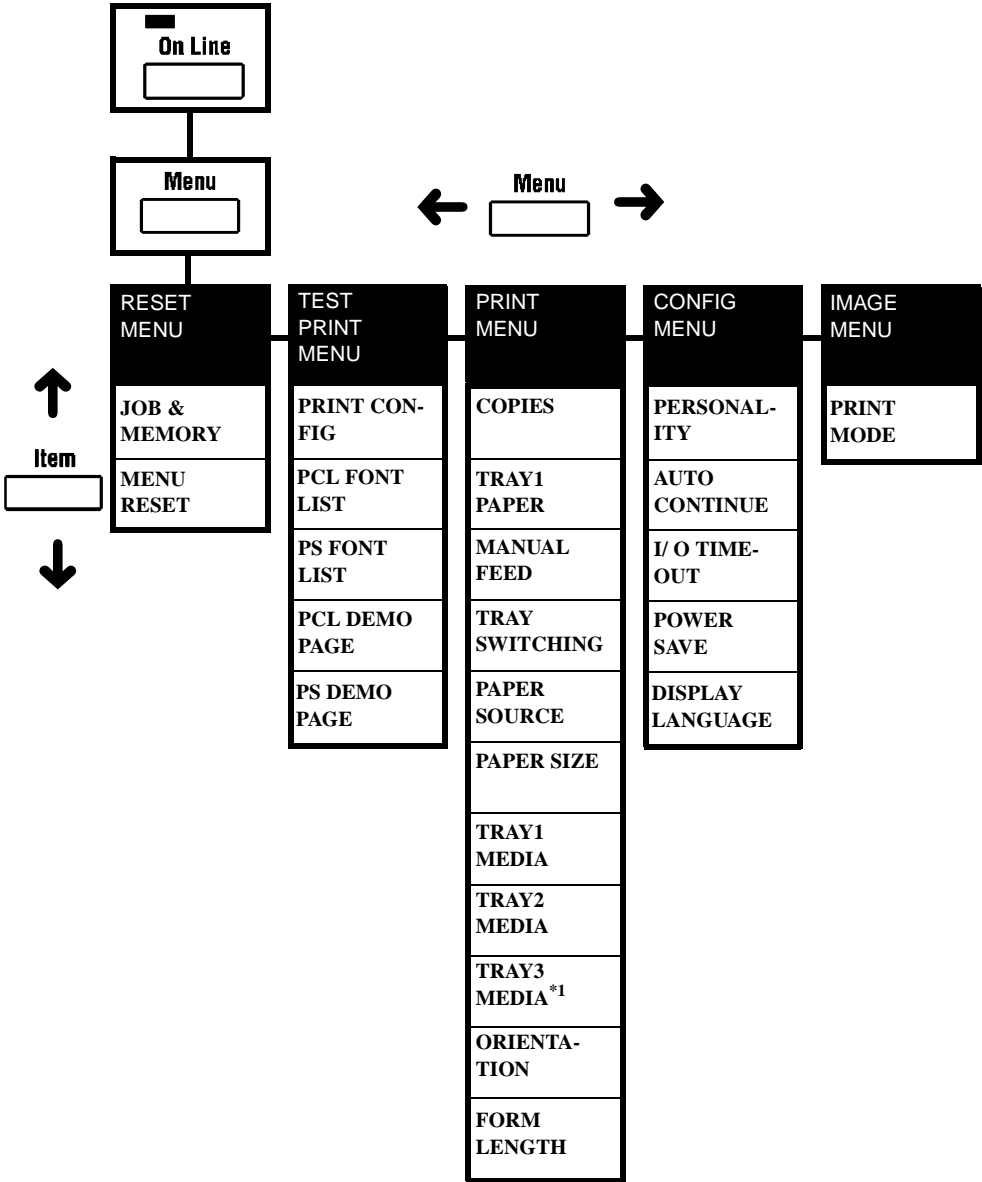 On Line
Menu
Menu
Item
RESET
MENU
JOB &
MEMORY
MENU
RESET
TEST
PRINT
MENU
PRINT CON-
FIG
PCL FONT
LIST
PS FONT
LIST
PCL DEMO
PAGE
PS DEMO
PAGE
PRINT
MENU
COPIES
TRAY1
PAPER
MANUAL
FEED
TRAY
SWITCHING
PAPER
SOURCE
PAPER SIZE
TRAY1
MEDIA
TRAY2
MEDIA
TRAY3
MEDIA*1
ORIENTA-
TION
FORM
LENGTH
CONFIG
MENU
PERSONAL-
ITY
AUTO
CONTINUE
I/ O TIME-
OUT
POWER
SAVE
DISPLAY
LANGUAGE
IMAGE
MENU
PRINT
MODE